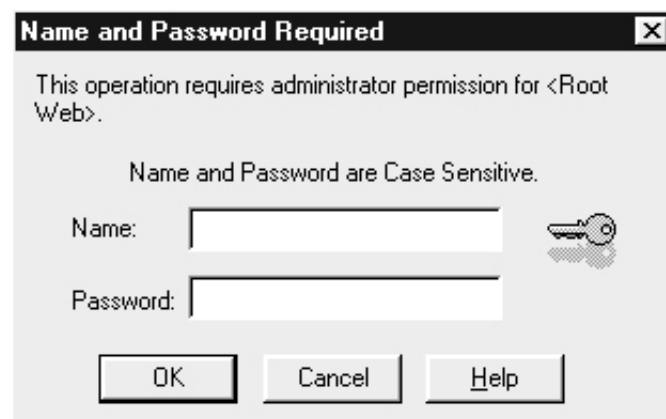 Name and Password Required
This operation requires administrator permission for <Root
Web>.
Name and Password are Case Sensitive.
Name:
Password:
OK Cancel Help